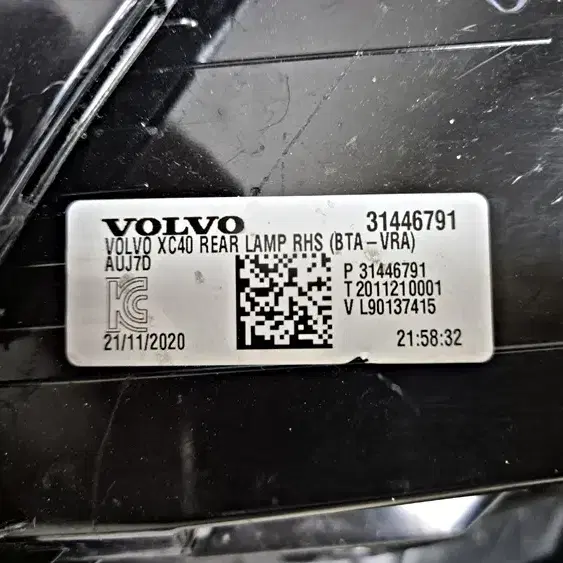 VOLVO 31446791
VOLVO XC40 REAR LAMP RHS (BTA-VRA)
AUJ7D
P 31446791
T 2011210001
V L90137415
KC
21/11/2020 21:58:32